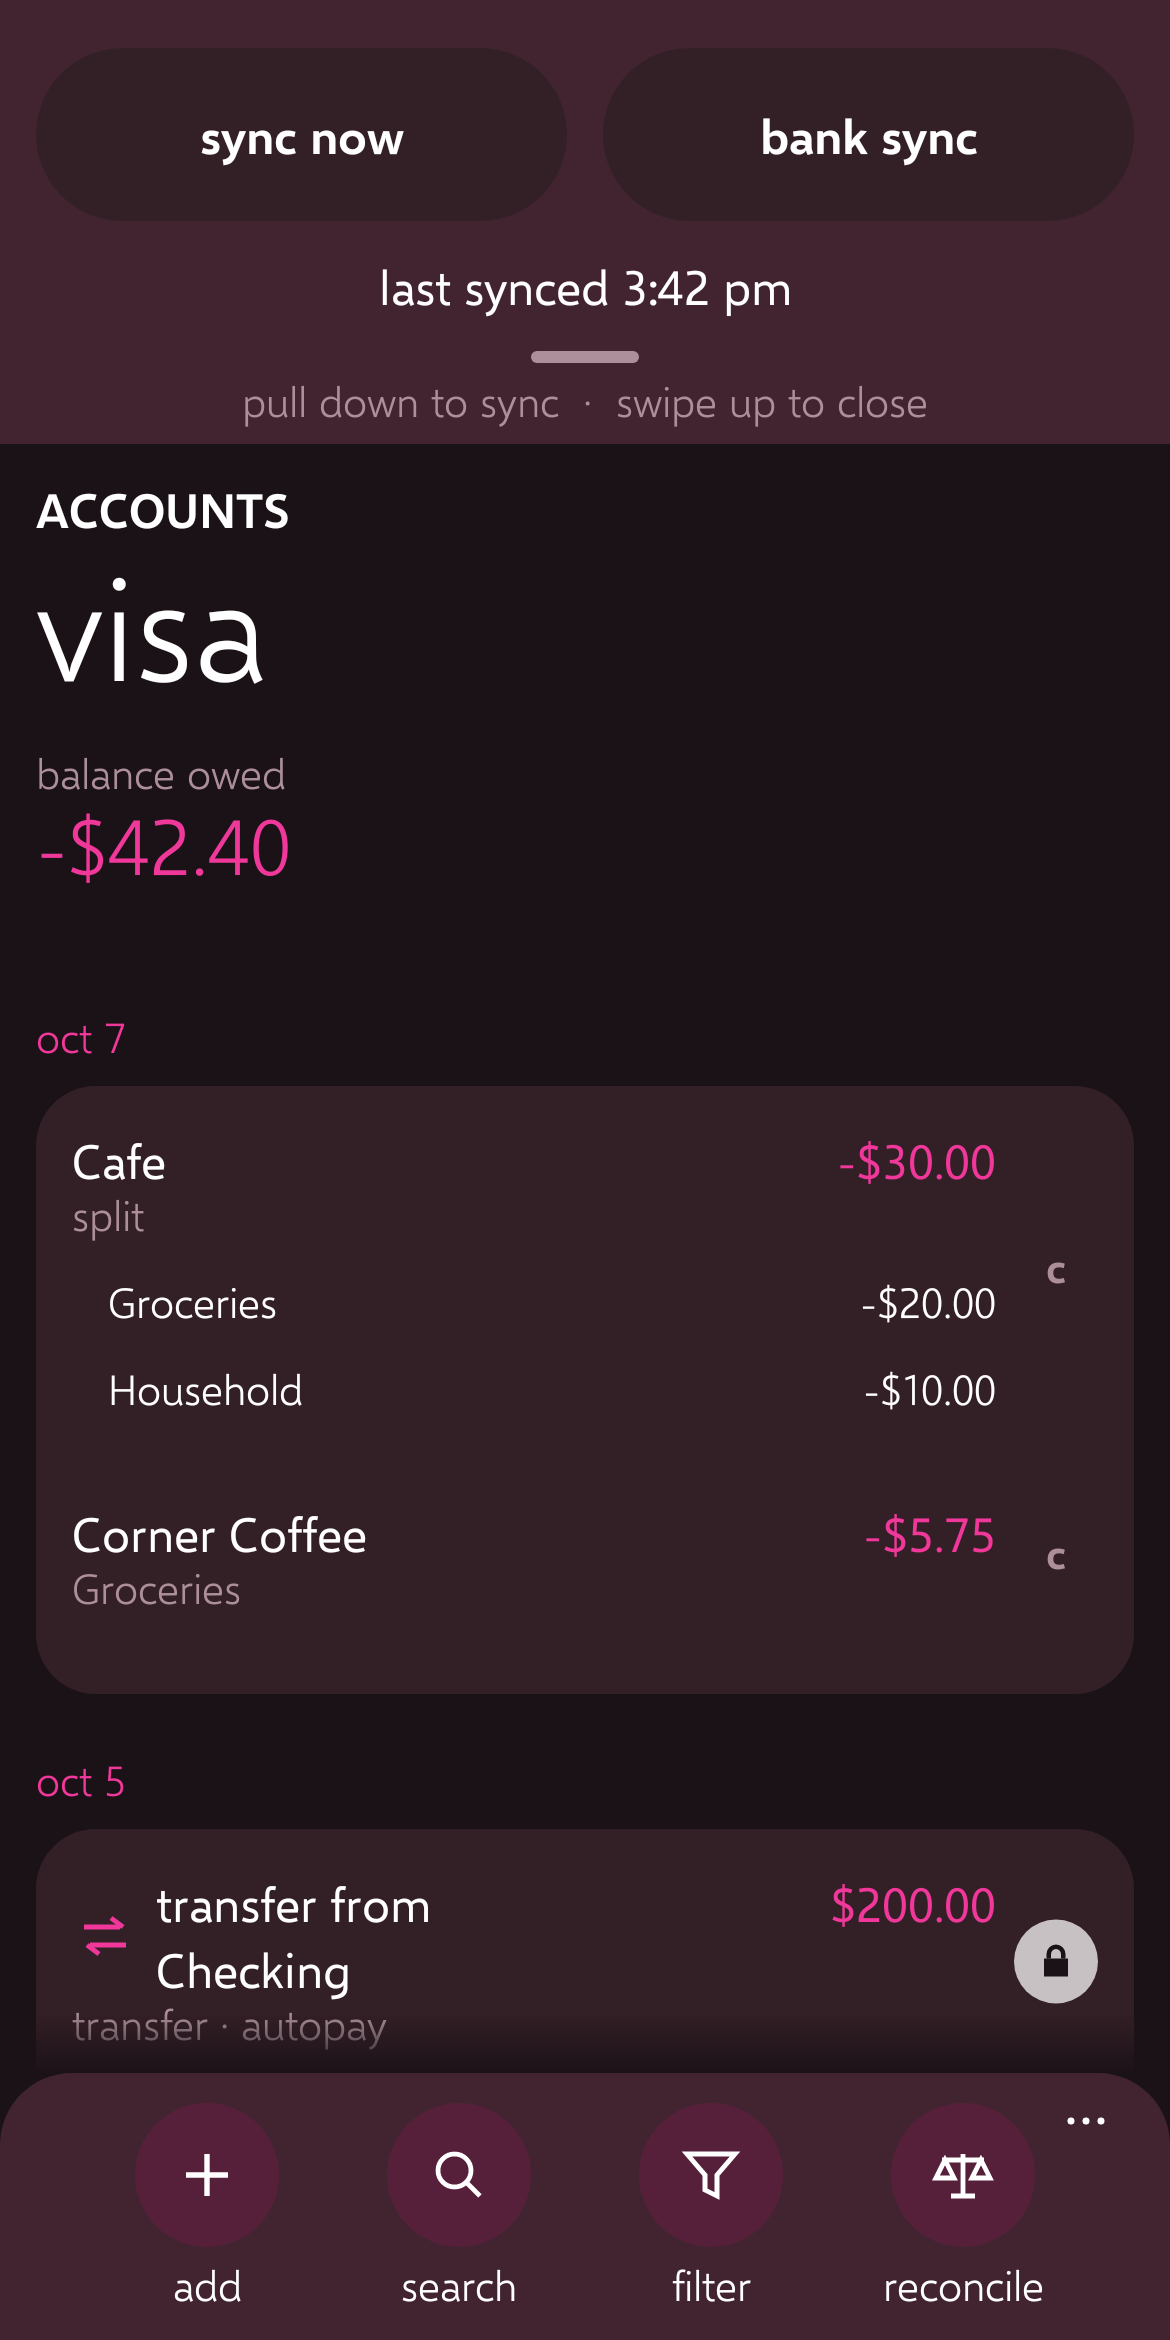 sync now
bank sync
last synced 3:42 pm
pull down to sync · swipe up to close
ACCOUNTS
visa
balance owed
-$42.40
oct 7
Cafe -$30.00
split
c
Groceries -$20.00
Household -$10.00
Corner Coffee -$5.75
c
Groceries
oct 5
transfer from $200.00
Checking
transfer · autopay
...
add
search
filter
reconcile